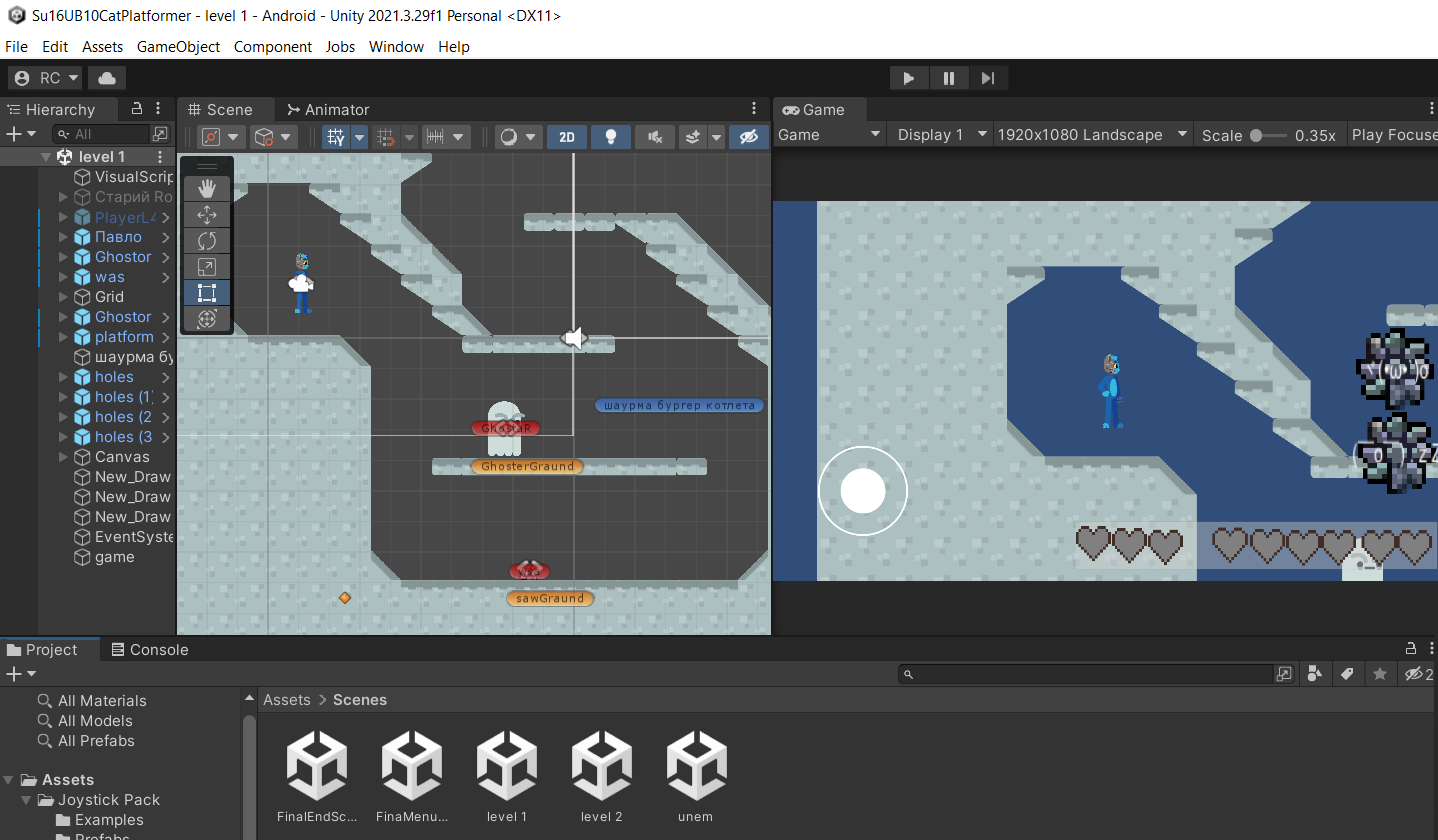 Su16UB10CatPlatformer - level 1 - Android - Unity 2021.3.29f1 Personal <DX11>
File Edit Assets GameObject Component Jobs Window Help
RC
Hierarchy
All
level 1
VisualScrip
Старий Ro
PlayerL4
Павло
Ghostor
was
Grid
Ghostor
platform
шаурма бу
holes
holes (1)
holes (2
holes (3
Canvas
New_Draw
New_Draw
New_Draw
EventSyste
game
Scene Animator
2D
шаурма бургер котлета
GhostaR
GhosterGraund
sawGraund
Game
Game Display 1 1920x1080 Landscape Scale 0.35x Play Focuse
Project Console
2
All Materials
All Models
All Prefabs
Assets
Joystick Pack
Examples
Prefabs
Assets > Scenes
FinalEndSc...
FinaMenu...
level 1
level 2
unem